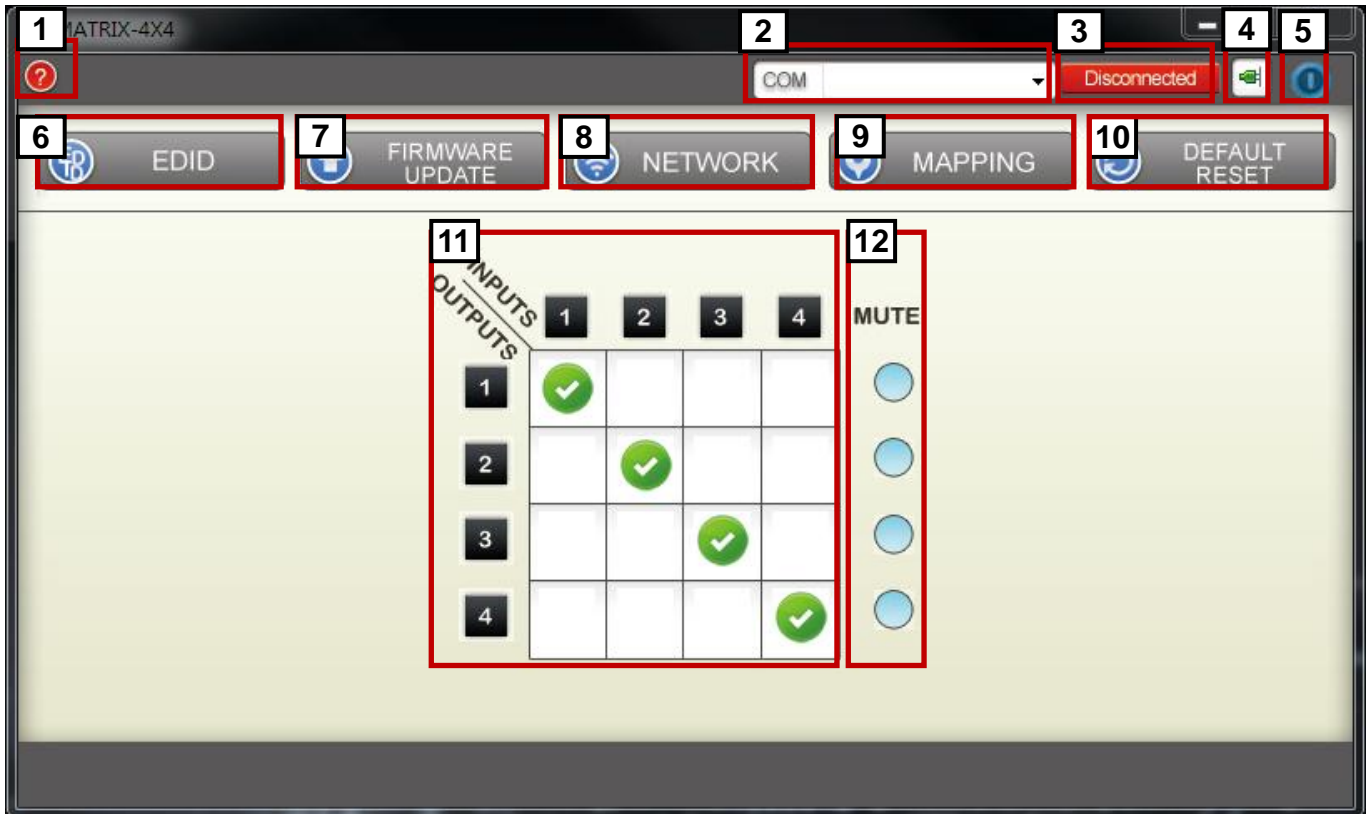 1
2
3
4
5
MATRIX-4X4
?
COM
Disconnected
6
7
8
9
10
EDID
FIRMWARE
UPDATE
NETWORK
MAPPING
DEFAULT
RESET
11
12
INPUTS
OUTPUTS
1 2 3 4
MUTE
1
2
3
4